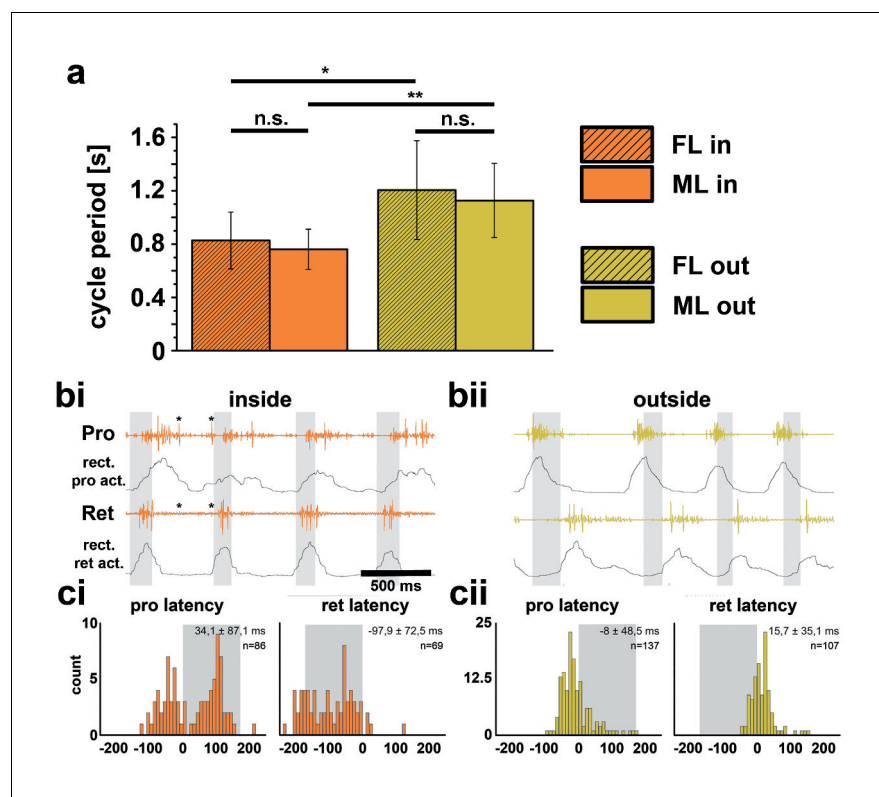 a
*
**
n.s.
n.s.
cycle period [s]
1.6
1.2
0.8
0.4
0
FL in
ML in
FL out
ML out
bi
inside
Pro
* *
rect.
pro act.
Ret
* *
rect.
ret act.
500 ms
bii
outside
ci
pro latency
ret latency
count
10
5
0
34,1 ± 87,1 ms
n=86
-97,9 ± 72,5 ms
n=69
-200 -100 0 100 200
-200 -100 0 100 200
cii
pro latency
ret latency
25
12.5
0
-8 ± 48,5 ms
n=137
15,7 ± 35,1 ms
n=107
-200 -100 0 100 200
-200 -100 0 100 200